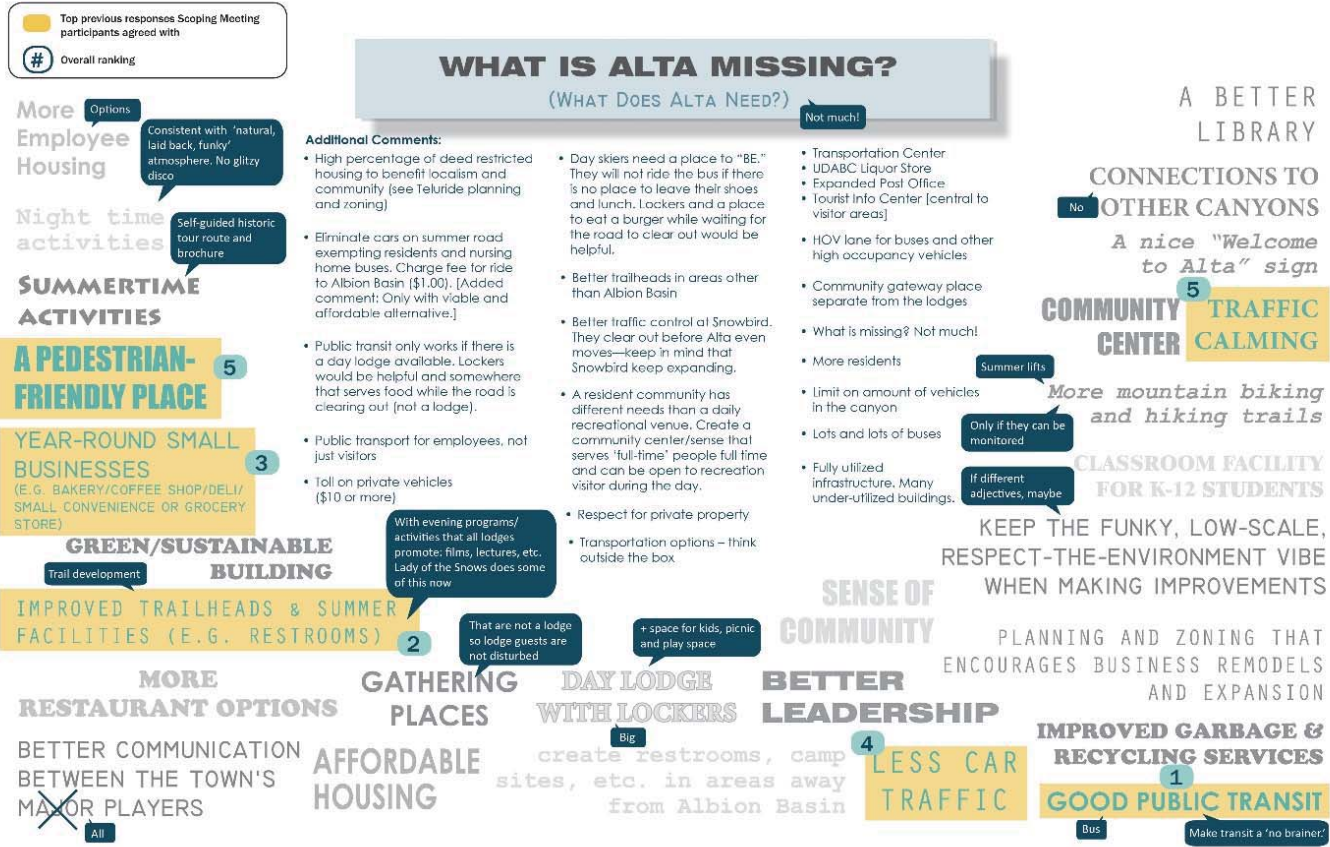 Top previous responses Scoping Meeting
participants agreed with
# Overall ranking
WHAT IS ALTA MISSING?
(WHAT DOES ALTA NEED?)
Not much!
More
Employee
Housing
Options
Consistent with 'natural,
laid back, funky'
atmosphere. No glitzy
disco
Night time
activities
Self-guided historic
tour route and
brochure
SUMMERTIME
ACTIVITIES
A PEDESTRIAN-
FRIENDLY PLACE
5
YEAR-ROUND SMALL
BUSINESSES
(E.G. BAKERY/COFFEE SHOP/DELI/
SMALL CONVENIENCE OR GROCERY
STORE)
3
GREEN/SUSTAINABLE
BUILDING
Trail development
IMPROVED TRAILHEADS & SUMMER
FACILITIES (E.G. RESTROOMS)
2
With evening programs/
activities that all lodges
promote: films, lectures, etc.
Lady of the Snows does some
of this now
MORE
RESTAURANT OPTIONS
BETTER COMMUNICATION
BETWEEN THE TOWN'S
MAJOR PLAYERS
All
Additional Comments:
• High percentage of deed restricted
housing to benefit localism and
community (see Teluride planning
and zoning)
• Eliminate cars on summer road
exempting residents and nursing
home buses. Charge fee for ride
to Albion Basin ($1.00). [Added
comment: Only with viable and
affordable alternative.]
• Public transit only works if there is
a day lodge available. Lockers
would be helpful and somewhere
that serves food while the road is
clearing out (not a lodge).
• Public transport for employees, not
just visitors
• Toll on private vehicles
($10 or more)
• Day skiers need a place to "BE."
They will not ride the bus if there
is no place to leave their shoes
and lunch. Lockers and a place
to eat a burger while waiting for
the road to clear out would be
helpful.
• Better trailheads in areas other
than Albion Basin
• Better traffic control at Snowbird.
They clear out before Alta even
moves—keep in mind that
Snowbird keep expanding.
• A resident community has
different needs than a daily
recreational venue. Create a
community center/sense that
serves 'full-time' people full time
and can be open to recreation
visitor during the day.
• Respect for private property
• Transportation options – think
outside the box
• Transportation Center
• UDABC Liquor Store
• Expanded Post Office
• Tourist Info Center [central to
visitor areas]
• HOV lane for buses and other
high occupancy vehicles
• Community gateway place
separate from the lodges
• What is missing? Not much!
• More residents
• Limit on amount of vehicles
in the canyon
• Lots and lots of buses
• Fully utilized
infrastructure. Many
under-utilized buildings.
A BETTER
LIBRARY
CONNECTIONS TO
OTHER CANYONS
No
A nice "Welcome
to Alta" sign
COMMUNITY
CENTER
5
TRAFFIC
CALMING
Summer lifts
More mountain biking
and hiking trails
Only if they can be
monitored
CLASSROOM FACILITY
FOR K-12 STUDENTS
If different
adjectives, maybe
KEEP THE FUNKY, LOW-SCALE,
RESPECT-THE-ENVIRONMENT VIBE
WHEN MAKING IMPROVEMENTS
SENSE OF
COMMUNITY
PLANNING AND ZONING THAT
ENCOURAGES BUSINESS REMODELS
AND EXPANSION
That are not a lodge
so lodge guests are
not disturbed
GATHERING
PLACES
+ space for kids, picnic
and play space
DAY LODGE
WITH LOCKERS
Big
BETTER
LEADERSHIP
AFFORDABLE
HOUSING
create restrooms, camp
sites, etc. in areas away
from Albion Basin
4
LESS CAR
TRAFFIC
IMPROVED GARBAGE &
RECYCLING SERVICES
1
GOOD PUBLIC TRANSIT
Bus
Make transit a 'no brainer.'